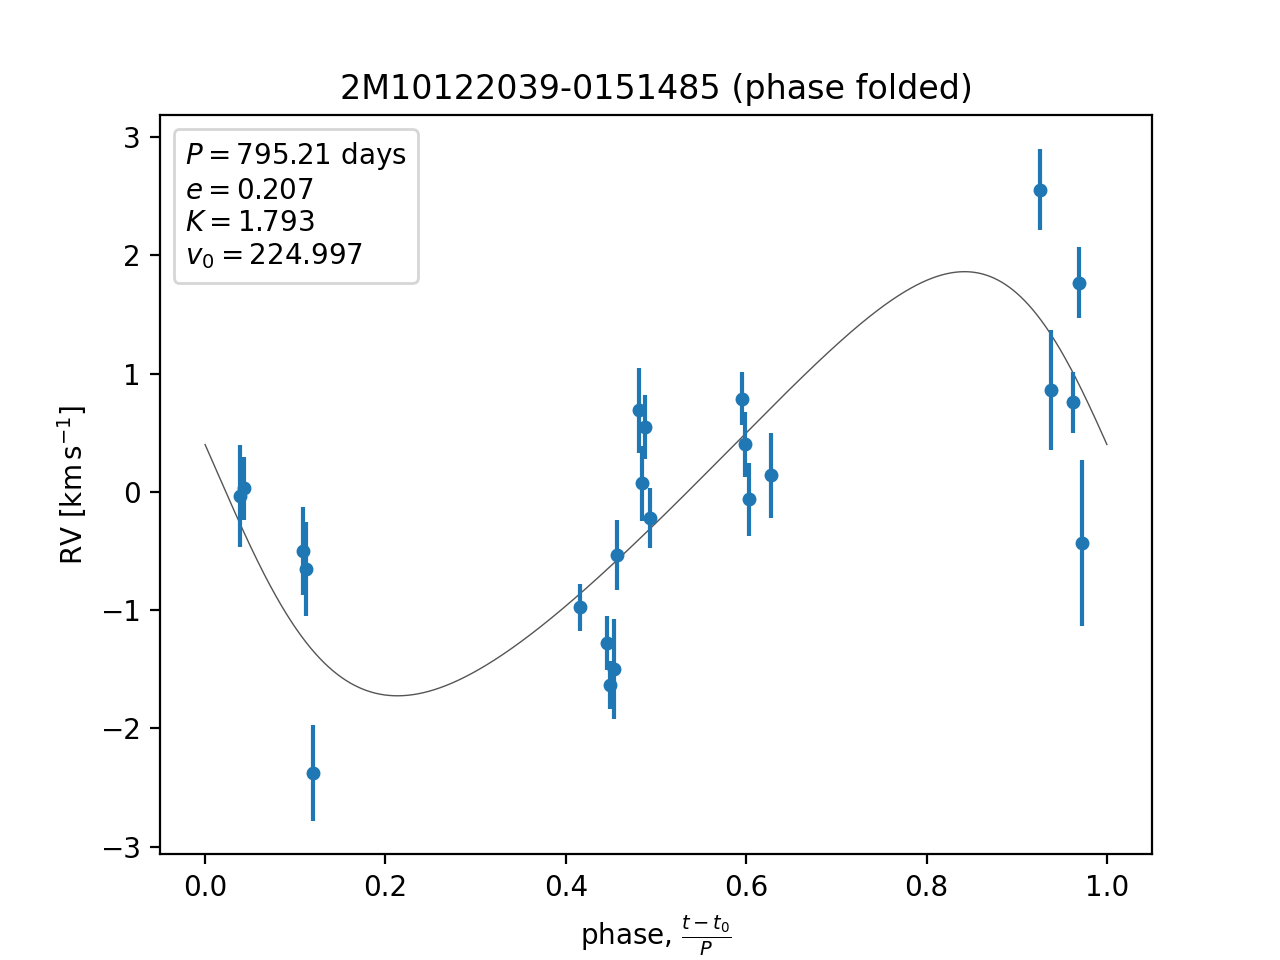 2M10122039-0151485 (phase folded)
P = 795.21 days
e = 0.207
K = 1.793
v₀ = 224.997
3
2
1
0
−1
−2
−3
RV [km s⁻¹]
0.0 0.2 0.4 0.6 0.8 1.0
phase, (t − t₀)/P